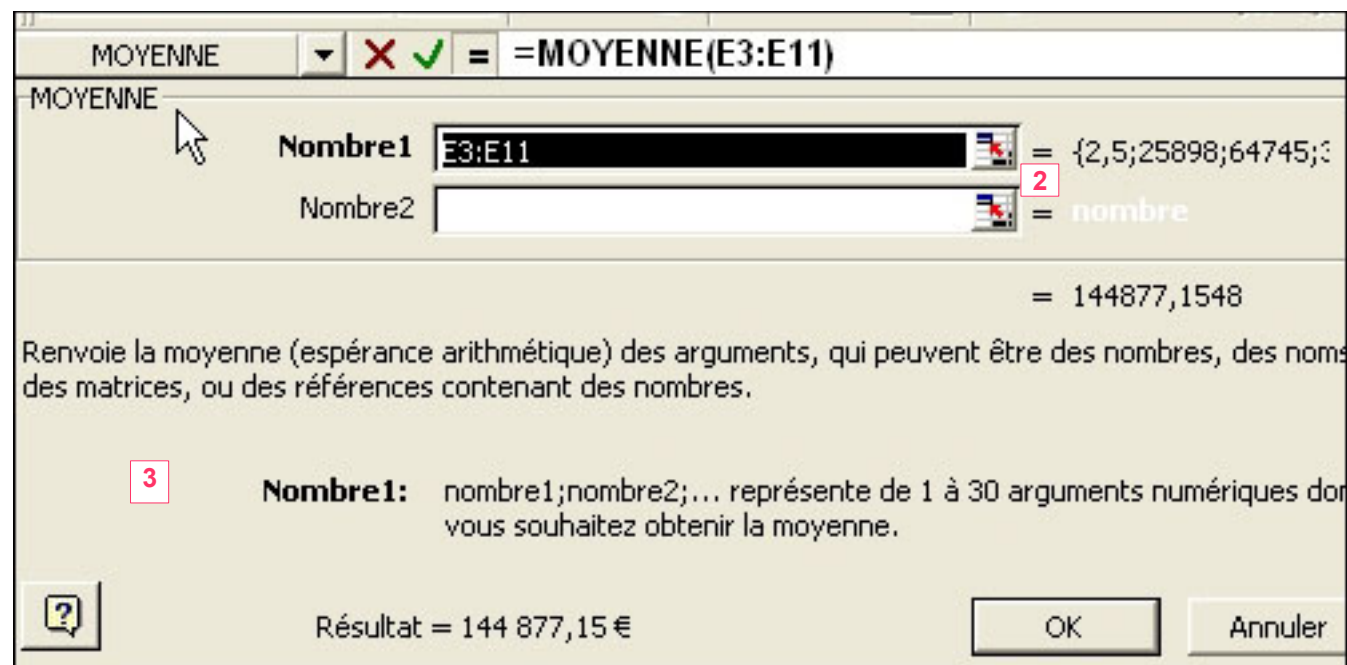 MOYENNE = =MOYENNE(E3:E11)
MOYENNE
Nombre1 E3:E11 = {2,5;25898;64745;3
2
Nombre2 = nombre
= 144877,1548
Renvoie la moyenne (espérance arithmétique) des arguments, qui peuvent être des nombres, des noms
des matrices, ou des références contenant des nombres.
3
Nombre1: nombre1;nombre2;... représente de 1 à 30 arguments numériques don
vous souhaitez obtenir la moyenne.
? Résultat = 144 877,15 € OK Annuler